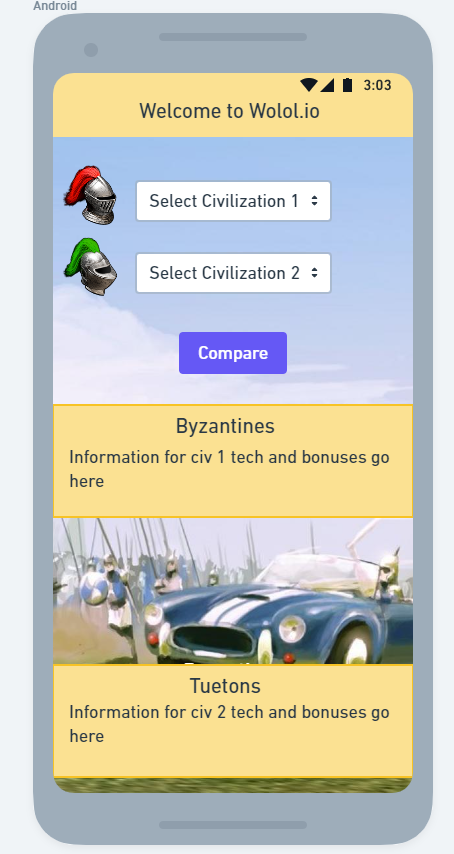 Android
3:03
Welcome to Wolol.io
Select Civilization 1
Select Civilization 2
Compare
Byzantines
Information for civ 1 tech and bonuses go
here
Tuetons
Information for civ 2 tech and bonuses go
here